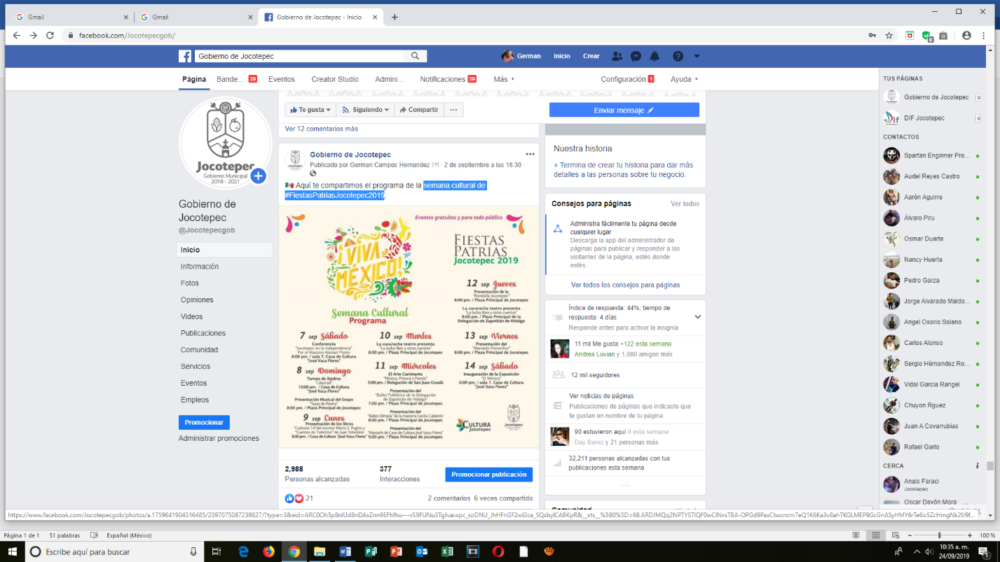 Gmail
Gmail
Gobierno de Jocotepec - Inicio
facebook.com/Jocotepecgob/
Gobierno de Jocotepec
German
Inicio
Crear
Página
Bande... 29
Eventos
Creator Studio
Admini...
Notificaciones 39
Más
Configuración 1
Ayuda
Jocotepec
Gobierno Municipal
2018 - 2021
Gobierno de
Jocotepec
@Jocotepecgob
Inicio
Información
Fotos
Opiniones
Videos
Publicaciones
Comunidad
Servicios
Eventos
Empleos
Promocionar
Administrar promociones
Te gusta
Siguiendo
Compartir
Enviar mensaje
Ver 12 comentarios más
Gobierno de Jocotepec
Publicado por German Campos Hernandez [?] · 2 de septiembre a las 16:30 ·
Aquí te compartimos el programa de la semana cultural de
#FiestasPatriasJocotepec2019:
Eventos gratuitos y para todo público
¡VIVA
MÉXICO!
FIESTAS
PATRIAS
Jocotepec 2019
Semana Cultural
Programa
7 sep Sábado
Conferencia
"Jocotepec en la Independencia"
Por el Maestro Manuel Flores
8:00 pm. / sala 7, Casa de Cultura
"José Vaca Flores"
8 sep Domingo
Torneo de Ajedrez
"Libertad"
10:00 am. / Casa de Cultura
"José Vaca Flores"
Presentación Musical del Grupo
"Sopa de Piedra"
8:00 pm. / Plaza Principal de Jocotepec
9 sep Lunes
Presentación de los libros
"Carbono 14" del escritor Mario Z. Puglisi y
"Cuentos de Tolentino" de Juan Tolentino
8:00 pm. / Casa de Cultura "José Vaca Flores"
10 sep Martes
La cucaracha teatro presenta
"La lucha libre y otros cuentos"
8:00 pm. / Plaza Principal de Jocotepec
11 sep Miércoles
El Arte Caminante
"Música, Pintura y Poesía"
5:00 pm. / Delegación de San Juan Cosalá
Presentación del
"Ballet Folklórico de la Delegación
de Zapotitán de Hidalgo"
7:00 pm. / Plaza Principal de Jocotepec
Presentación del
"Ballet Olimpia" de la maestra Cecilia Calderón
8:00 pm. / Plaza Principal de Jocotepec
Presentación del
"Mariachi de Casa de Cultura José Vaca Flores"
9:00 pm. / Plaza Principal de Jocotepec
12 sep Jueves
Presentación de la
"Rondalla Jocotepec"
8:00 pm. / Plaza Principal de Jocotepec
La cucaracha teatro presenta
"La lucha libre y otros cuentos"
8:00 pm. / Plaza Principal de la
Delegación de Zapotitán de Hidalgo
13 sep Viernes
Presentación del
"Mariachi Potrerillos"
8:00 pm. / Plaza Principal de Jocotepec
14 sep Sábado
Inauguración de la Exposición
"El México"
6:00 pm. / sala 7, Casa de Cultura
"José Vaca Flores"
CULTURA
Jocotepec
Jocotepec
2,988
Personas alcanzadas
377
Interacciones
Promocionar publicación
21
2 comentarios 6 veces compartido
Nuestra historia
+ Termina de crear tu historia para dar más
detalles a las personas sobre tu negocio.
Consejos para páginas
Ver todos
Administra fácilmente tu página desde
cualquier lugar
Descarga la app del administrador de
páginas para publicar y responder a los
visitantes de la página, estés donde
estés.
Ver todos los consejos para páginas
Índice de respuesta: 44%; tiempo de
respuesta: 4 días
Responde antes para activar la insignia
11 mil Me gusta +122 esta semana
Andrea Luvian y 1,080 amigos más
12 mil seguidores
Ver noticias de páginas
Publicaciones de páginas que indicaste que
te gustan en nombre de tu página
90 estuvieron aquí 0 esta semana
Day Barez y 21 personas más
32,211 personas alcanzadas con tus
publicaciones esta semana
Comunidad
TUS PÁGINAS
Gobierno de Jocotepec 9
DIF Jocotepec 9
CONTACTOS
Spartan Enginner Pro...
Audel Reyes Castro
Aarón Aguirre
Álvaro Piru
Osmar Duarte
Nancy Huerta
Pedro Garza
Jorge Alvarado Maldo...
Angel Osorio Solano
Carlos Alonso
Sergio Hèrnandez Ro...
Vidal Garcia Rangel
Chuyon Rguez
Juan A Covarrubias
Rafael Garlo
CERCA
Anais Faraci
Jocotepec
Oscar Devón Mora
Página 1 de 1
51 palabras
Español (México)
100 %
Escribe aquí para buscar
10:35 a. m.
24/09/2019